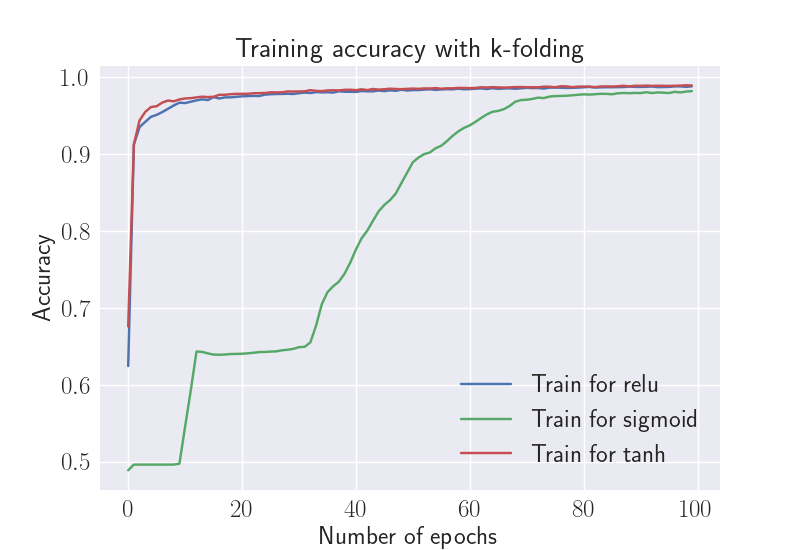 Training accuracy with k-folding
1.0
0.9
0.8
0.7
0.6
0.5
Accuracy
Train for relu
Train for sigmoid
Train for tanh
0 20 40 60 80 100
Number of epochs